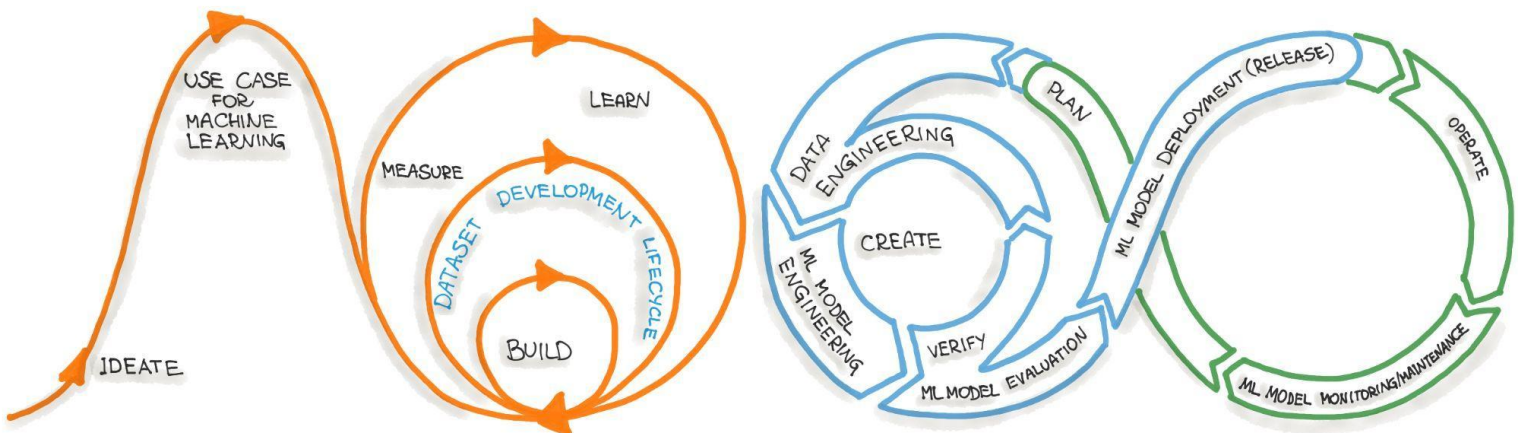 IDEATE
USE CASE
FOR
MACHINE
LEARNING
MEASURE
LEARN
DATASET DEVELOPMENT LIFECYCLE
BUILD
DATA
ENGINEERING
CREATE
ML MODEL
ENGINEERING
VERIFY
ML MODEL EVALUATION
PLAN
ML MODEL DEPLOYMENT (RELEASE)
OPERATE
ML MODEL MONITORING/MAINTENANCE